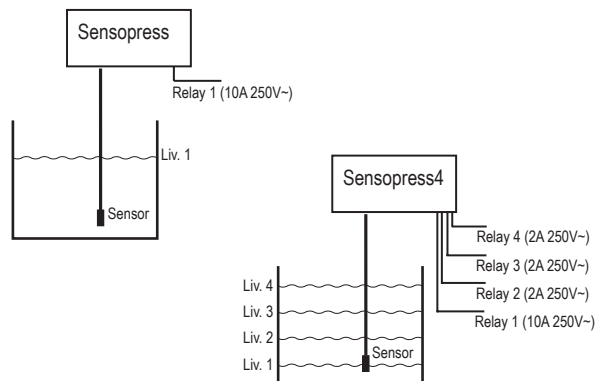 Sensopress
Relay 1 (10A 250V~)
Liv. 1
Sensor
Sensopress4
Relay 4 (2A 250V~)
Relay 3 (2A 250V~)
Relay 2 (2A 250V~)
Relay 1 (10A 250V~)
Liv. 4
Liv. 3
Liv. 2
Liv. 1
Sensor